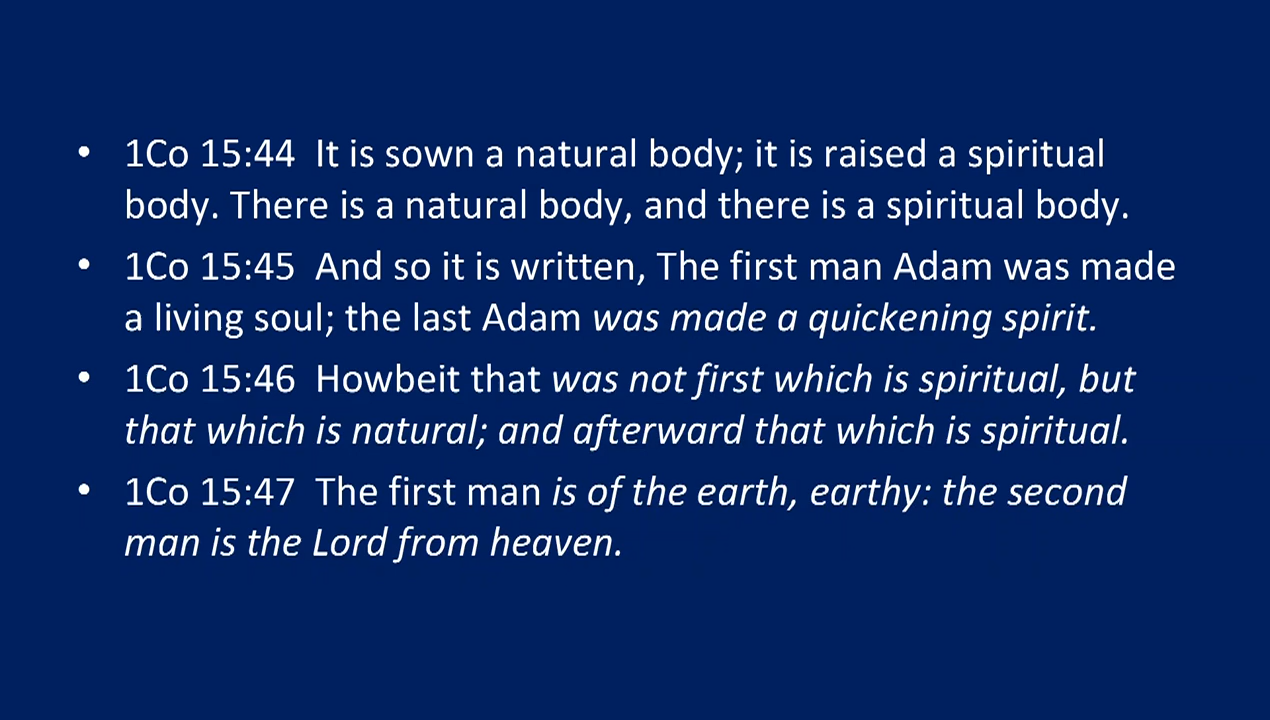 • 1Co 15:44  It is sown a natural body; it is raised a spiritual
body. There is a natural body, and there is a spiritual body.
• 1Co 15:45  And so it is written, The first man Adam was made
a living soul; the last Adam was made a quickening spirit.
• 1Co 15:46  Howbeit that was not first which is spiritual, but
that which is natural; and afterward that which is spiritual.
• 1Co 15:47  The first man is of the earth, earthy: the second
man is the Lord from heaven.